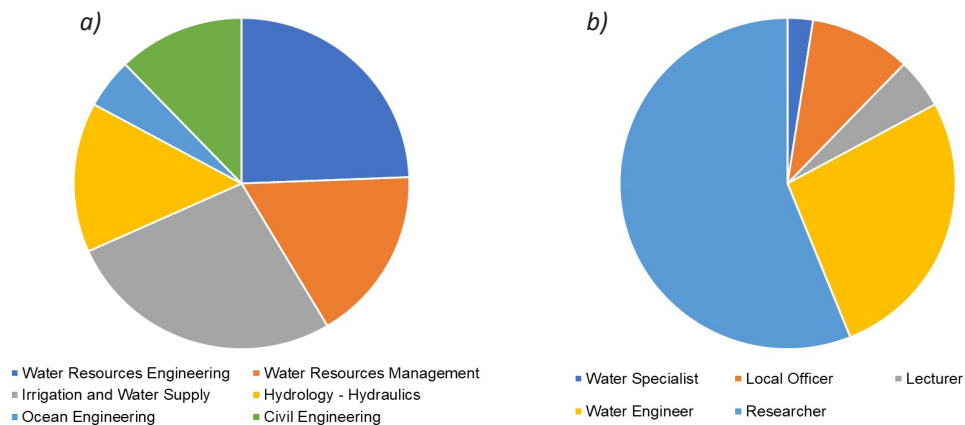 a)
b)
Water Resources Engineering
Water Resources Management
Irrigation and Water Supply
Hydrology - Hydraulics
Ocean Engineering
Civil Engineering
Water Specialist
Local Officer
Lecturer
Water Engineer
Researcher